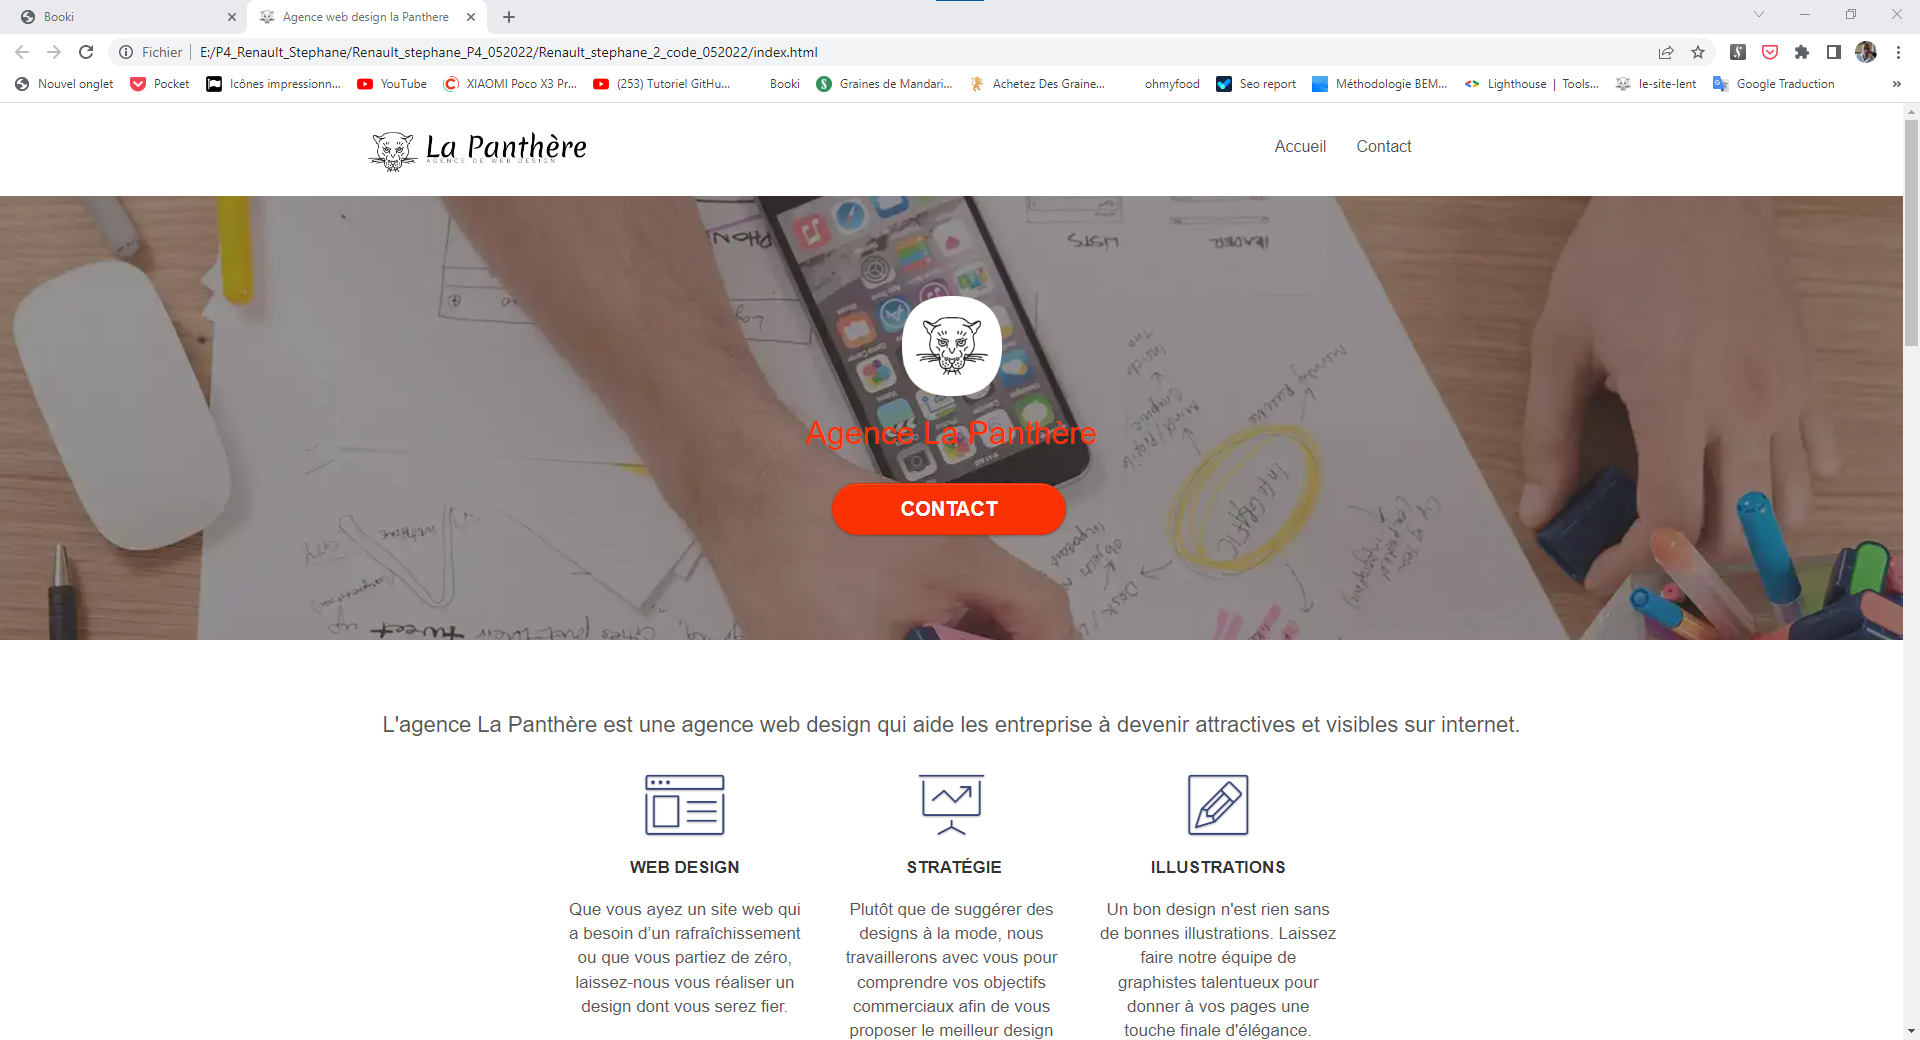 Booki
Agence web design la Panthere
Fichier
E:/P4_Renault_Stephane/Renault_stephane_P4_052022/Renault_stephane_2_code_052022/index.html
Nouvel onglet
Pocket
Icônes impressionn...
YouTube
XIAOMI Poco X3 Pr...
(253) Tutoriel GitHu...
Booki
Graines de Mandari...
Achetez Des Graine...
ohmyfood
Seo report
Méthodologie BEM...
Lighthouse | Tools...
le-site-lent
Google Traduction
La Panthère
AGENCE DE WEB DESIGN
Accueil
Contact
LISTS
HEADER
Agence La Panthère
CONTACT
L'agence La Panthère est une agence web design qui aide les entreprise à devenir attractives et visibles sur internet.
WEB DESIGN
Que vous ayez un site web qui
a besoin d’un rafraîchissement
ou que vous partiez de zéro,
laissez-nous vous réaliser un
design dont vous serez fier.
STRATÉGIE
Plutôt que de suggérer des
designs à la mode, nous
travaillerons avec vous pour
comprendre vos objectifs
commerciaux afin de vous
proposer le meilleur design
ILLUSTRATIONS
Un bon design n'est rien sans
de bonnes illustrations. Laissez
faire notre équipe de
graphistes talentueux pour
donner à vos pages une
touche finale d'élégance.